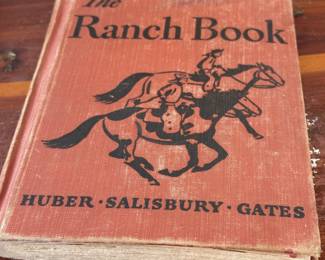 The
Ranch Book
HUBER · SALISBURY · GATES